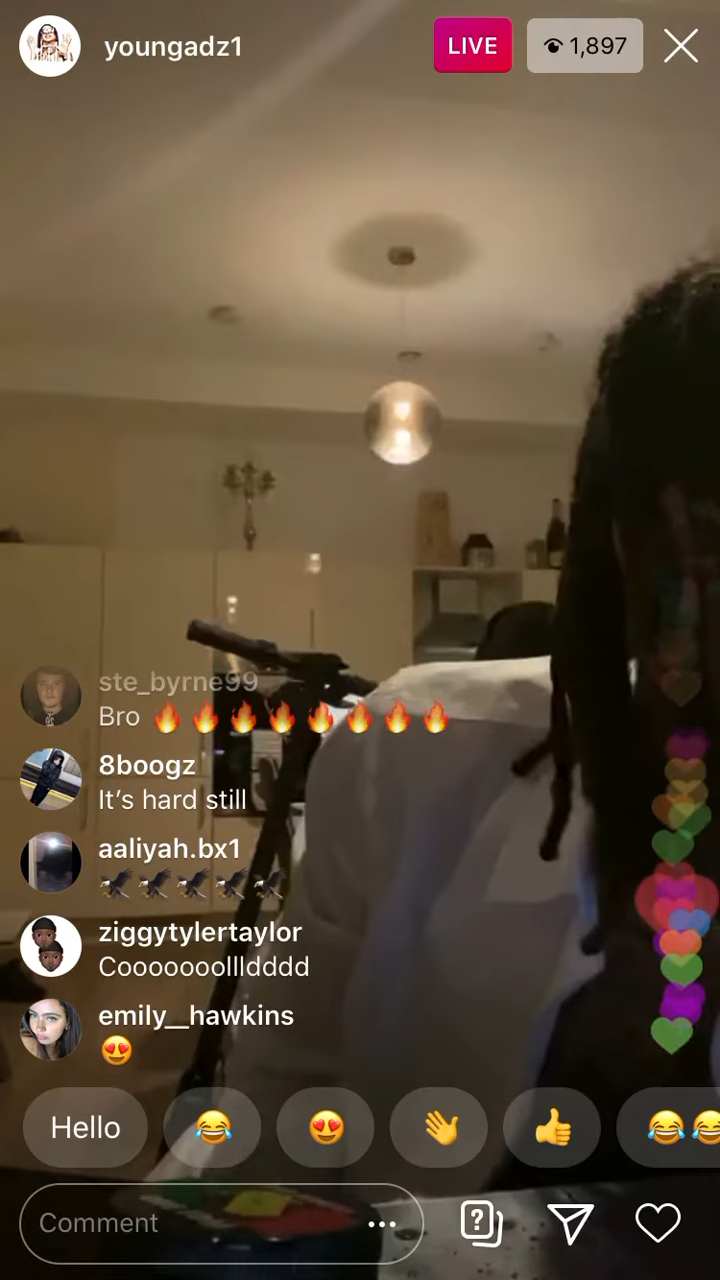 youngadz1
LIVE
1,897
ste_byrne99
Bro 🔥🔥🔥🔥🔥🔥🔥🔥
8boogz
It's hard still
aaliyah.bx1
🦅🦅🦅🦅🦅
ziggytylertaylor
Cooooooollldddd
emily__hawkins
😍
Hello 😂 😍 👋 👍 😂😂
Comment